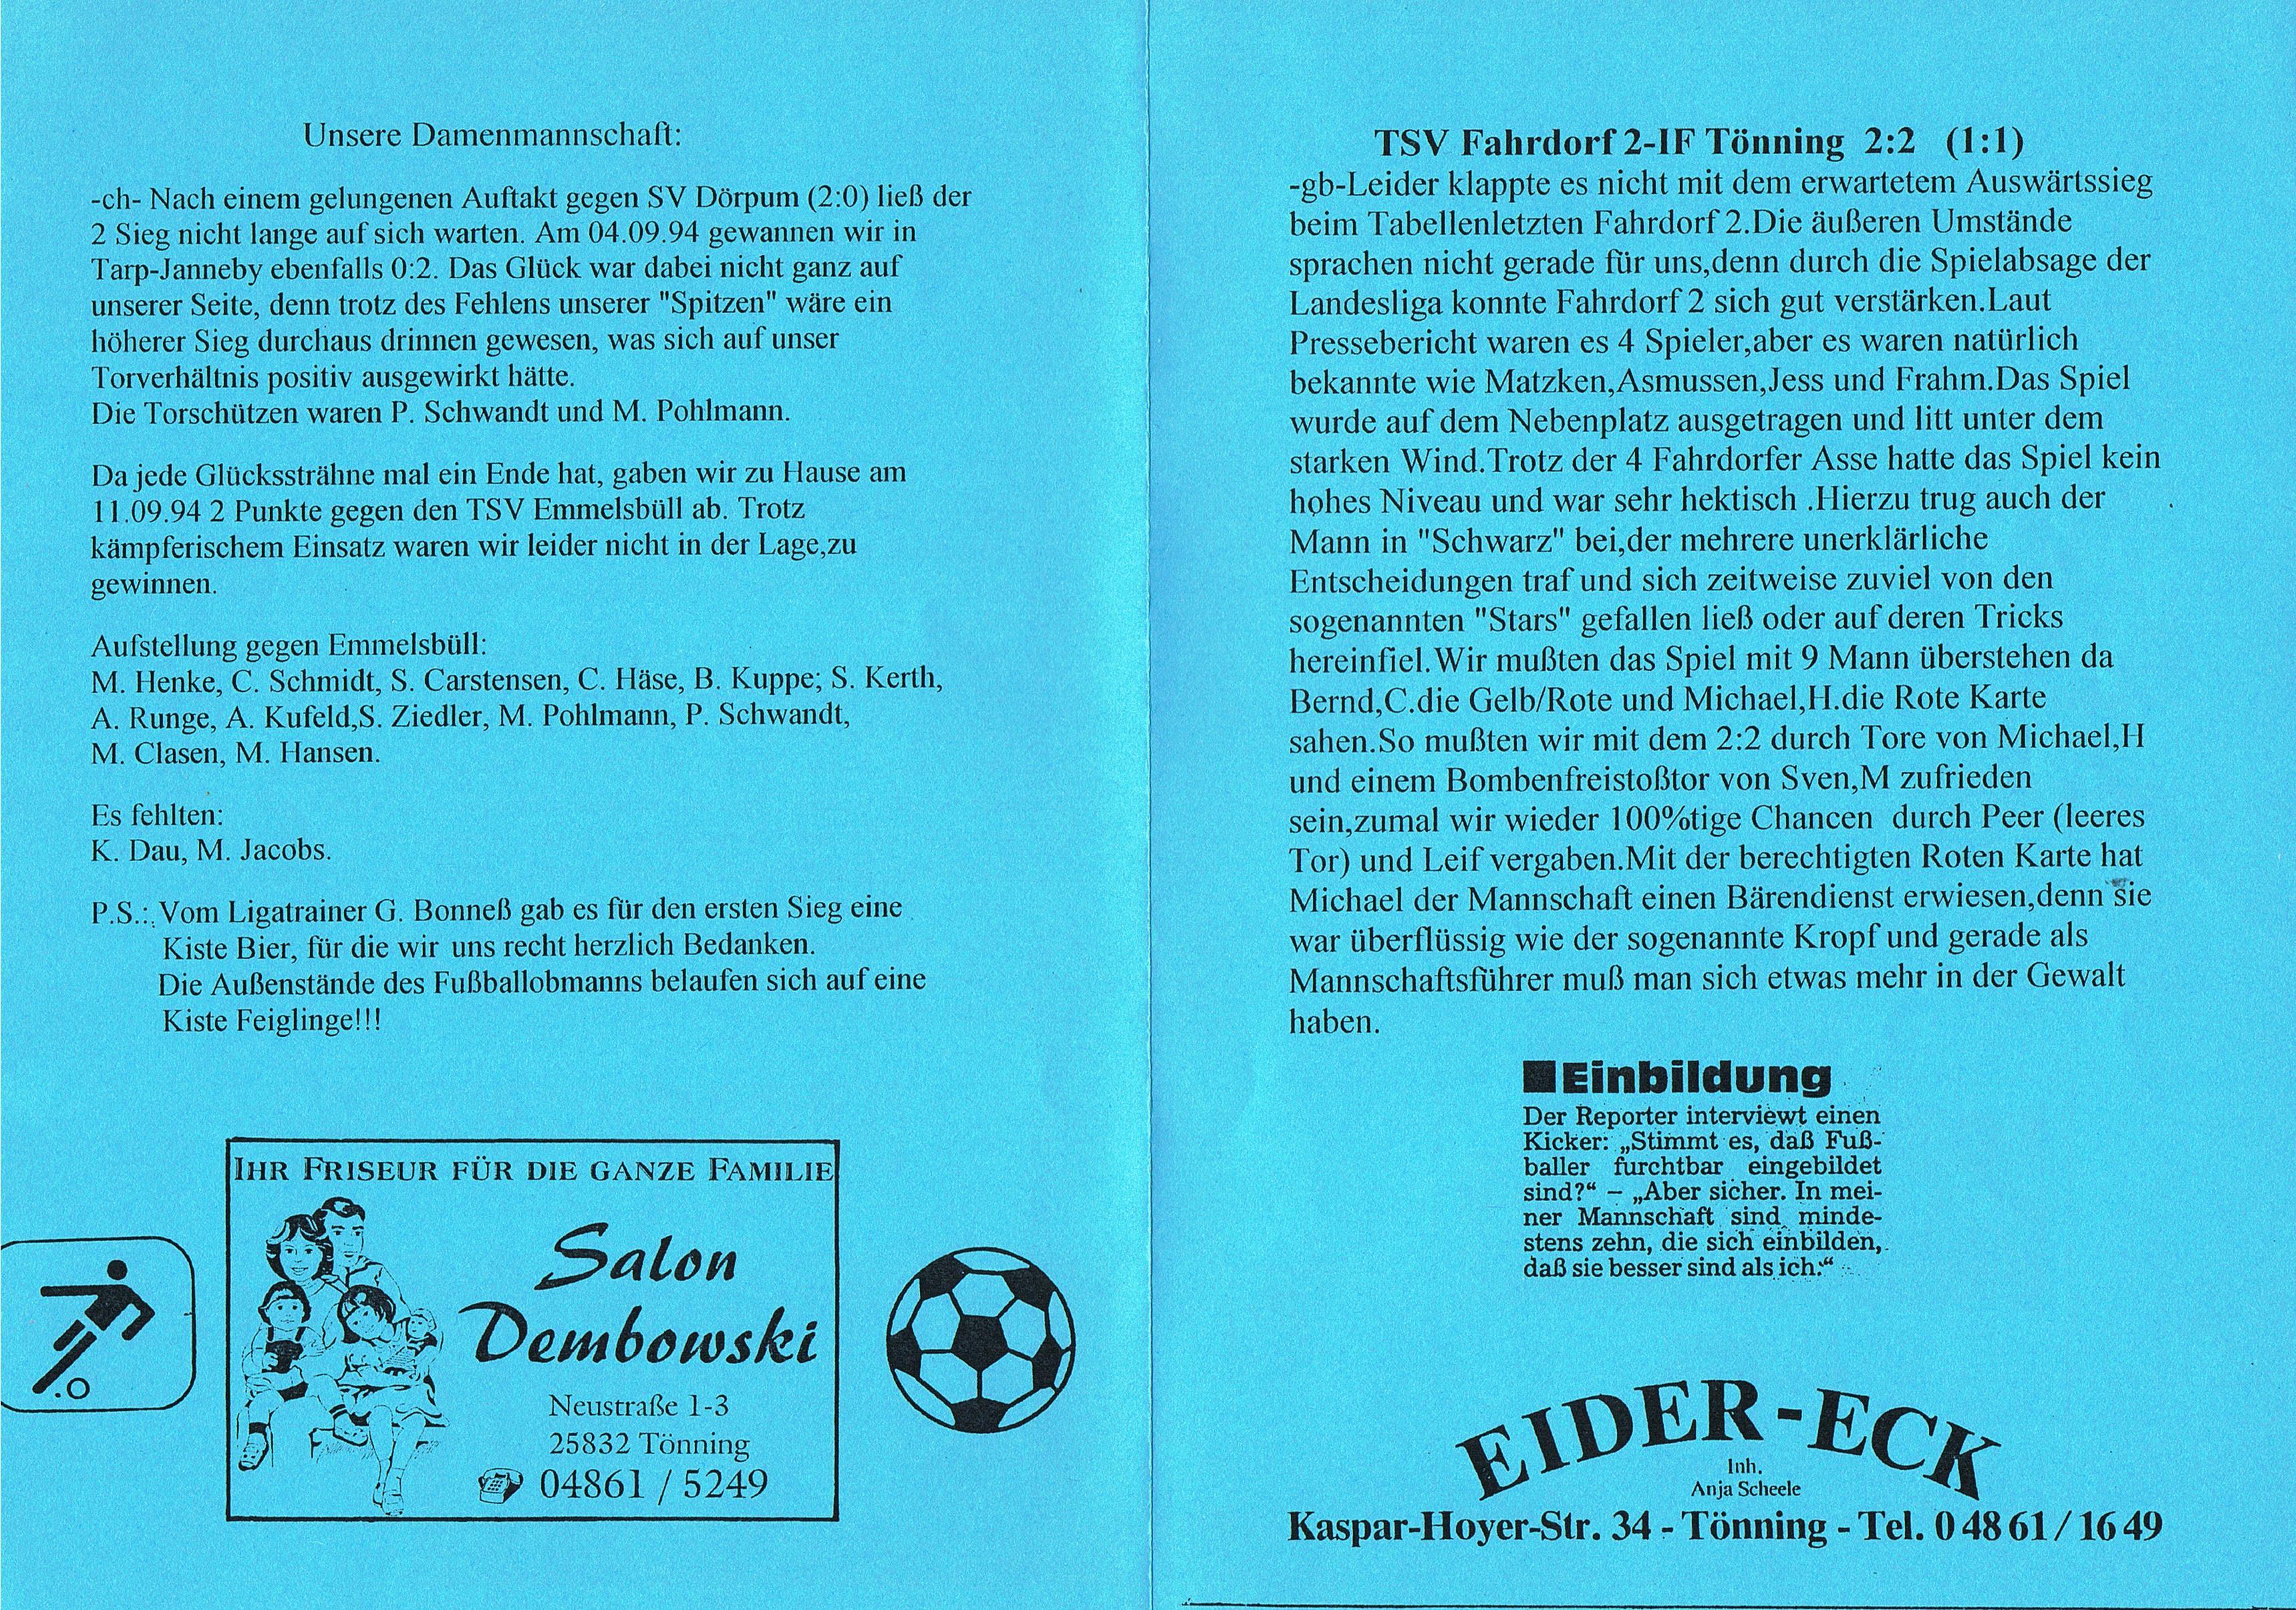 Unsere Damenmannschaft:
-ch- Nach einem gelungenen Auftakt gegen SV Dörpum (2:0) ließ der
2 Sieg nicht lange auf sich warten. Am 04.09.94 gewannen wir in
Tarp-Janneby ebenfalls 0:2. Das Glück war dabei nicht ganz auf
unserer Seite, denn trotz des Fehlens unserer "Spitzen" wäre ein
höherer Sieg durchaus drinnen gewesen, was sich auf unser
Torverhältnis positiv ausgewirkt hätte.
Die Torschützen waren P. Schwandt und M. Pohlmann.
Da jede Glückssträhne mal ein Ende hat, gaben wir zu Hause am
11.09.94 2 Punkte gegen den TSV Emmelsbüll ab. Trotz
kämpferischem Einsatz waren wir leider nicht in der Lage,zu
gewinnen.
Aufstellung gegen Emmelsbüll:
M. Henke, C. Schmidt, S. Carstensen, C. Häse, B. Kuppe; S. Kerth,
A. Runge, A. Kufeld,S. Ziedler, M. Pohlmann, P. Schwandt,
M. Clasen, M. Hansen.
Es fehlten:
K. Dau, M. Jacobs.
P.S.: Vom Ligatrainer G. Bonneß gab es für den ersten Sieg eine
Kiste Bier, für die wir uns recht herzlich Bedanken.
Die Außenstände des Fußballobmanns belaufen sich auf eine
Kiste Feiglinge!!!
IHR FRISEUR FÜR DIE GANZE FAMILIE
Salon
Dembowski
Neustraße 1-3
25832 Tönning
04861 / 5249
TSV Fahrdorf 2-IF Tönning 2:2 (1:1)
-gb-Leider klappte es nicht mit dem erwartetem Auswärtssieg
beim Tabellenletzten Fahrdorf 2.Die äußeren Umstände
sprachen nicht gerade für uns,denn durch die Spielabsage der
Landesliga konnte Fahrdorf 2 sich gut verstärken.Laut
Pressebericht waren es 4 Spieler,aber es waren natürlich
bekannte wie Matzken,Asmussen,Jess und Frahm.Das Spiel
wurde auf dem Nebenplatz ausgetragen und litt unter dem
starken Wind.Trotz der 4 Fahrdorfer Asse hatte das Spiel kein
hohes Niveau und war sehr hektisch .Hierzu trug auch der
Mann in "Schwarz" bei,der mehrere unerklärliche
Entscheidungen traf und sich zeitweise zuviel von den
sogenannten "Stars" gefallen ließ oder auf deren Tricks
hereinfiel.Wir mußten das Spiel mit 9 Mann überstehen da
Bernd,C.die Gelb/Rote und Michael,H.die Rote Karte
sahen.So mußten wir mit dem 2:2 durch Tore von Michael,H
und einem Bombenfreistoßtor von Sven,M zufrieden
sein,zumal wir wieder 100%tige Chancen durch Peer (leeres
Tor) und Leif vergaben.Mit der berechtigten Roten Karte hat
Michael der Mannschaft einen Bärendienst erwiesen,denn sie
war überflüssig wie der sogenannte Kropf und gerade als
Mannschaftsführer muß man sich etwas mehr in der Gewalt
haben.
■Einbildung
Der Reporter interviewt einen
Kicker: „Stimmt es, daß Fuß-
baller furchtbar eingebildet
sind?“ – „Aber sicher. In mei-
ner Mannschaft sind minde-
stens zehn, die sich einbilden,
daß sie besser sind als ich.“
EIDER-ECK
Inh.
Anja Scheele
Kaspar-Hoyer-Str. 34 - Tönning - Tel. 0 48 61 / 16 49